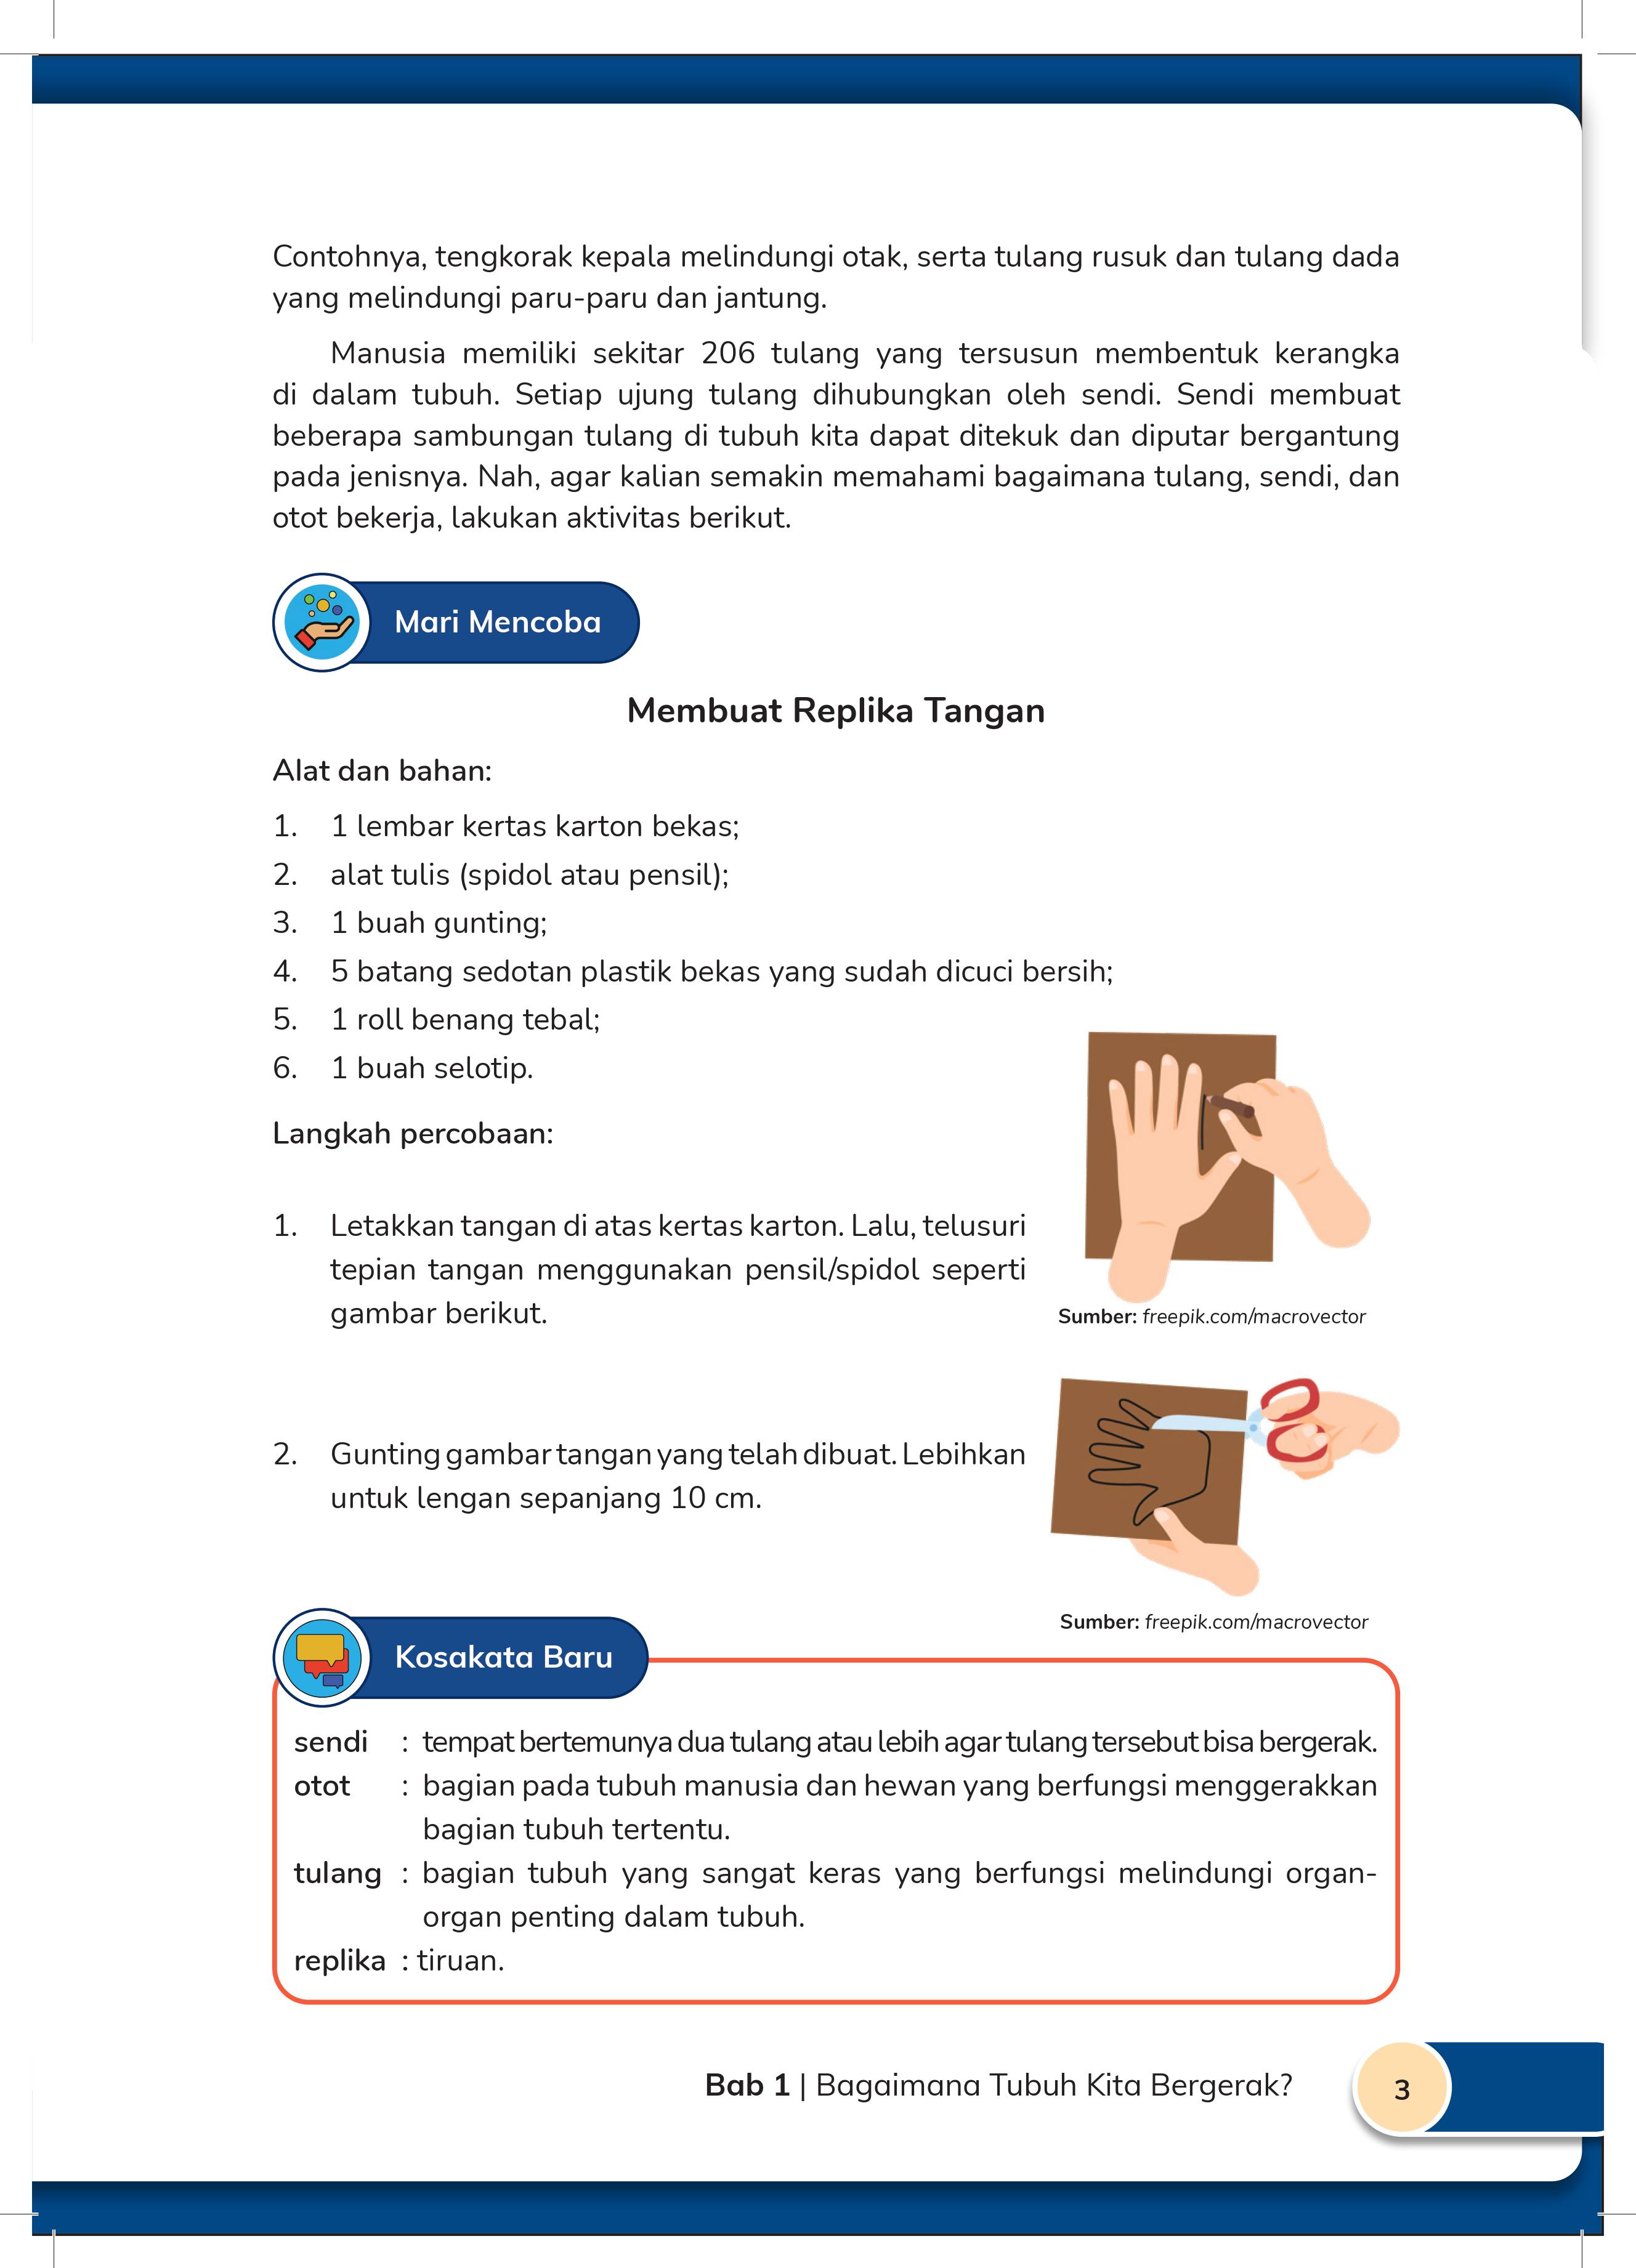 Contohnya, tengkorak kepala melindungi otak, serta tulang rusuk dan tulang dada
yang melindungi paru-paru dan jantung.
Manusia memiliki sekitar 206 tulang yang tersusun membentuk kerangka
di dalam tubuh. Setiap ujung tulang dihubungkan oleh sendi. Sendi membuat
beberapa sambungan tulang di tubuh kita dapat ditekuk dan diputar bergantung
pada jenisnya. Nah, agar kalian semakin memahami bagaimana tulang, sendi, dan
otot bekerja, lakukan aktivitas berikut.
Mari Mencoba
Membuat Replika Tangan
Alat dan bahan:
1. 1 lembar kertas karton bekas;
2. alat tulis (spidol atau pensil);
3. 1 buah gunting;
4. 5 batang sedotan plastik bekas yang sudah dicuci bersih;
5. 1 roll benang tebal;
6. 1 buah selotip.
Langkah percobaan:
1. Letakkan tangan di atas kertas karton. Lalu, telusuri
tepian tangan menggunakan pensil/spidol seperti
gambar berikut.
Sumber: freepik.com/macrovector
2. Gunting gambar tangan yang telah dibuat. Lebihkan
untuk lengan sepanjang 10 cm.
Sumber: freepik.com/macrovector
Kosakata Baru
sendi : tempat bertemunya dua tulang atau lebih agar tulang tersebut bisa bergerak.
otot : bagian pada tubuh manusia dan hewan yang berfungsi menggerakkan
bagian tubuh tertentu.
tulang : bagian tubuh yang sangat keras yang berfungsi melindungi organ-
organ penting dalam tubuh.
replika : tiruan.
Bab 1 | Bagaimana Tubuh Kita Bergerak?
3